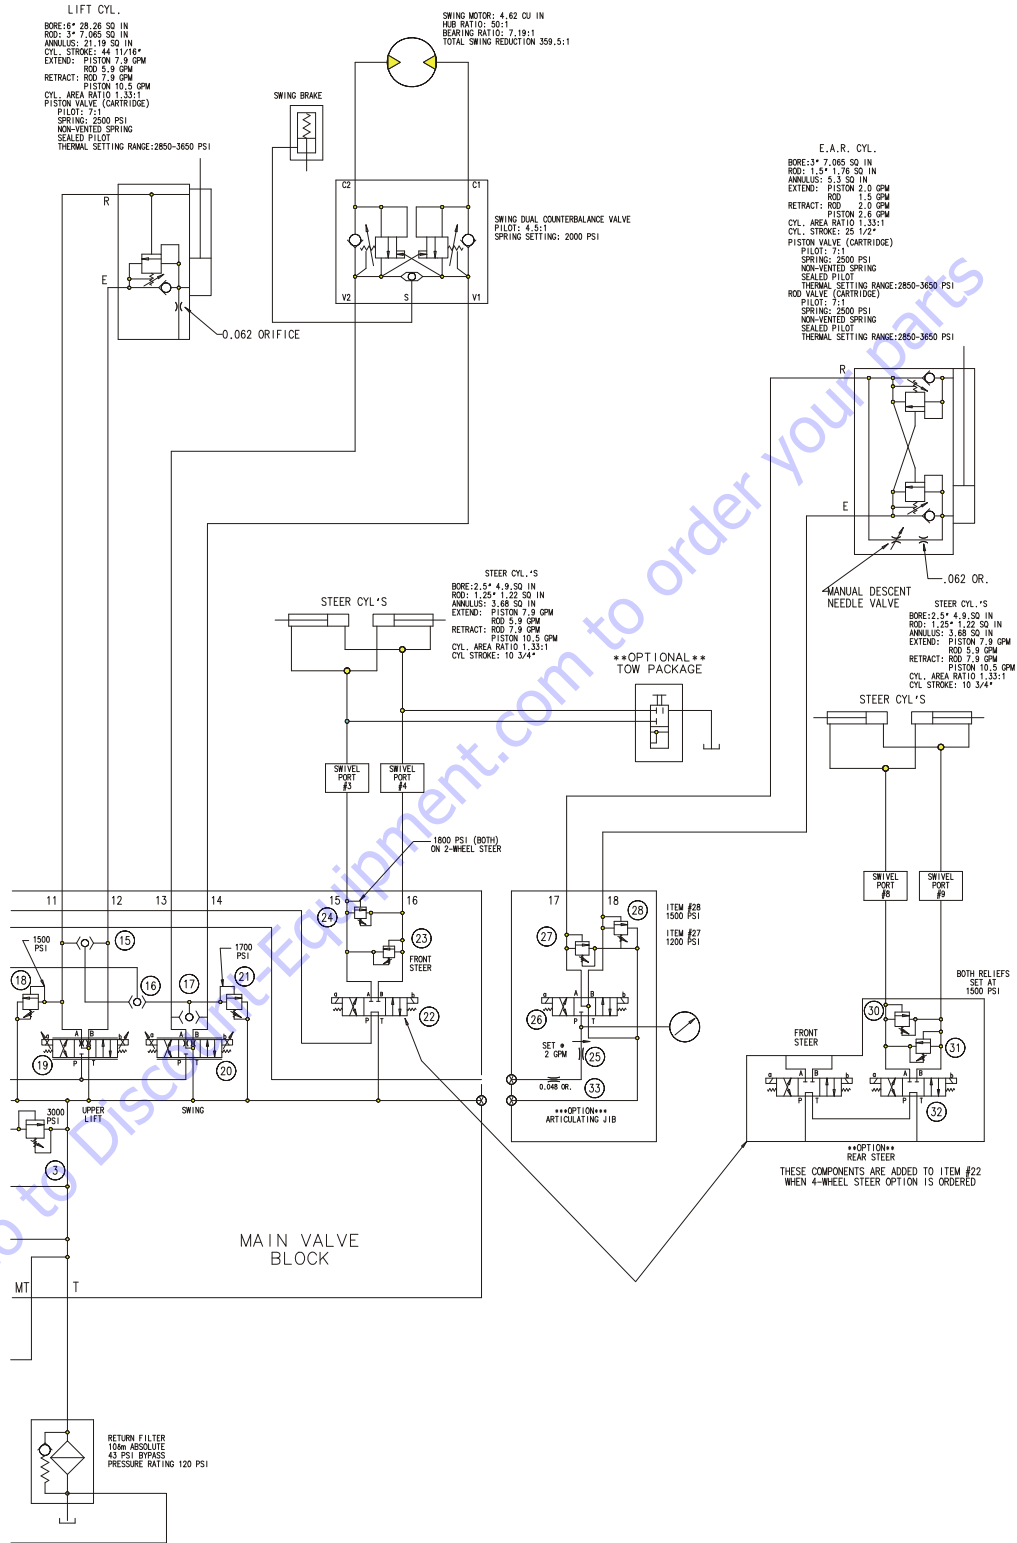 LIFT CYL.
BORE:6" 28.26 SQ IN
ROD: 3" 7.065 SQ IN
ANNULUS: 21.19 SQ IN
CYL. STROKE: 44 11/16"
EXTEND: PISTON 7.9 GPM
ROD 5.9 GPM
RETRACT: ROD 7.9 GPM
PISTON 10.5 GPM
CYL. AREA RATIO 1.33:1
PISTON VALVE (CARTRIDGE)
PILOT: 7:1
SPRING: 2500 PSI
NON-VENTED SPRING
SEALED PILOT
THERMAL SETTING RANGE:2850-3650 PSI
SWING MOTOR: 4.62 CU IN
HUB RATIO: 50:1
BEARING RATIO: 7.19:1
TOTAL SWING REDUCTION 359.5:1
SWING BRAKE
C2
C1
V2
S
V1
SWING DUAL COUNTERBALANCE VALVE
PILOT: 4.5:1
SPRING SETTING: 2000 PSI
R
E
0.062 ORIFICE
E.A.R. CYL.
BORE:3" 7.065 SQ IN
ROD: 1.5" 1.76 SQ IN
ANNULUS: 5.3 SQ IN
EXTEND: PISTON 2.0 GPM
ROD 1.5 GPM
RETRACT: ROD 2.0 GPM
PISTON 2.6 GPM
CYL. AREA RATIO 1.33:1
CYL. STROKE: 25 1/2"
PISTON VALVE (CARTRIDGE)
PILOT: 7:1
SPRING: 2500 PSI
NON-VENTED SPRING
SEALED PILOT
THERMAL SETTING RANGE:2850-3650 PSI
ROD VALVE (CARTRIDGE)
PILOT: 7:1
SPRING: 2500 PSI
NON-VENTED SPRING
SEALED PILOT
THERMAL SETTING RANGE:2850-3650 PSI
R
E
.062 OR.
MANUAL DESCENT
NEEDLE VALVE
STEER CYL.'S
BORE:2.5" 4.9.SQ IN
ROD: 1.25" 1.22 SQ IN
ANNULUS: 3.68 SQ IN
EXTEND: PISTON 7.9 GPM
ROD 5.9 GPM
RETRACT: ROD 7.9 GPM
PISTON 10.5 GPM
CYL. AREA RATIO 1.33:1
CYL STROKE: 10 3/4"
STEER CYL'S
STEER CYL.'S
BORE:2.5" 4.9.SQ IN
ROD: 1.25" 1.22 SQ IN
ANNULUS: 3.68 SQ IN
EXTEND: PISTON 7.9 GPM
ROD 5.9 GPM
RETRACT: ROD 7.9 GPM
PISTON 10.5 GPM
CYL. AREA RATIO 1.33:1
CYL STROKE: 10 3/4"
STEER CYL'S
**OPTIONAL**
TOW PACKAGE
SWIVEL
PORT
#3
SWIVEL
PORT
#4
1800 PSI (BOTH)
ON 2-WHEEL STEER
SWIVEL
PORT
#8
SWIVEL
PORT
#9
11
12
13
14
15
16
17
18
1500
PSI
15
16
17
18
1700
PSI
21
24
23
FRONT
STEER
22
19
20
a A B b
P T
a A B b
P T
a A B b
P T
UPPER
LIFT
SWING
3000
PSI
3
28
27
ITEM #28
1500 PSI
ITEM #27
1200 PSI
26
a A B b
P T
SET @
2 GPM
25
0.048 OR.
33
***OPTION***
ARTICULATING JIB
BOTH RELIEFS
SET AT
1500 PSI
30
31
FRONT
STEER
a A B b
P T
a A B b
P T
32
**OPTION**
REAR STEER
THESE COMPONENTS ARE ADDED TO ITEM #22
WHEN 4-WHEEL STEER OPTION IS ORDERED
MAIN VALVE
BLOCK
MT
T
RETURN FILTER
10ßm ABSOLUTE
43 PSI BYPASS
PRESSURE RATING 120 PSI
to Discount-Equipment.com to order your parts